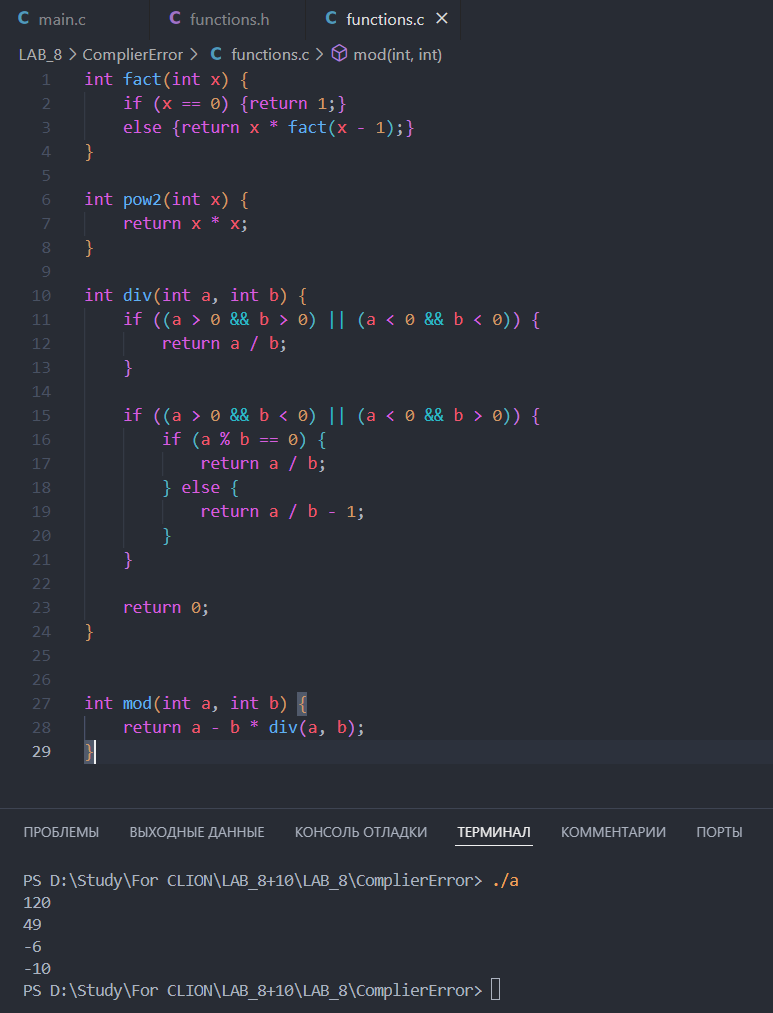 C main.c C functions.h C functions.c ×
LAB_8 > ComplierError > C functions.c > mod(int, int)
1 int fact(int x) {
2     if (x == 0) {return 1;}
3     else {return x * fact(x - 1);}
4 }
5
6 int pow2(int x) {
7     return x * x;
8 }
9
10 int div(int a, int b) {
11     if ((a > 0 && b > 0) || (a < 0 && b < 0)) {
12         return a / b;
13     }
14
15     if ((a > 0 && b < 0) || (a < 0 && b > 0)) {
16         if (a % b == 0) {
17             return a / b;
18         } else {
19             return a / b - 1;
20         }
21     }
22
23     return 0;
24 }
25
26
27 int mod(int a, int b) {
28     return a - b * div(a, b);
29 }
ПРОБЛЕМЫ ВЫХОДНЫЕ ДАННЫЕ КОНСОЛЬ ОТЛАДКИ ТЕРМИНАЛ КОММЕНТАРИИ ПОРТЫ
PS D:\Study\For CLION\LAB_8+10\LAB_8\ComplierError> ./a
120
49
-6
-10
PS D:\Study\For CLION\LAB_8+10\LAB_8\ComplierError>